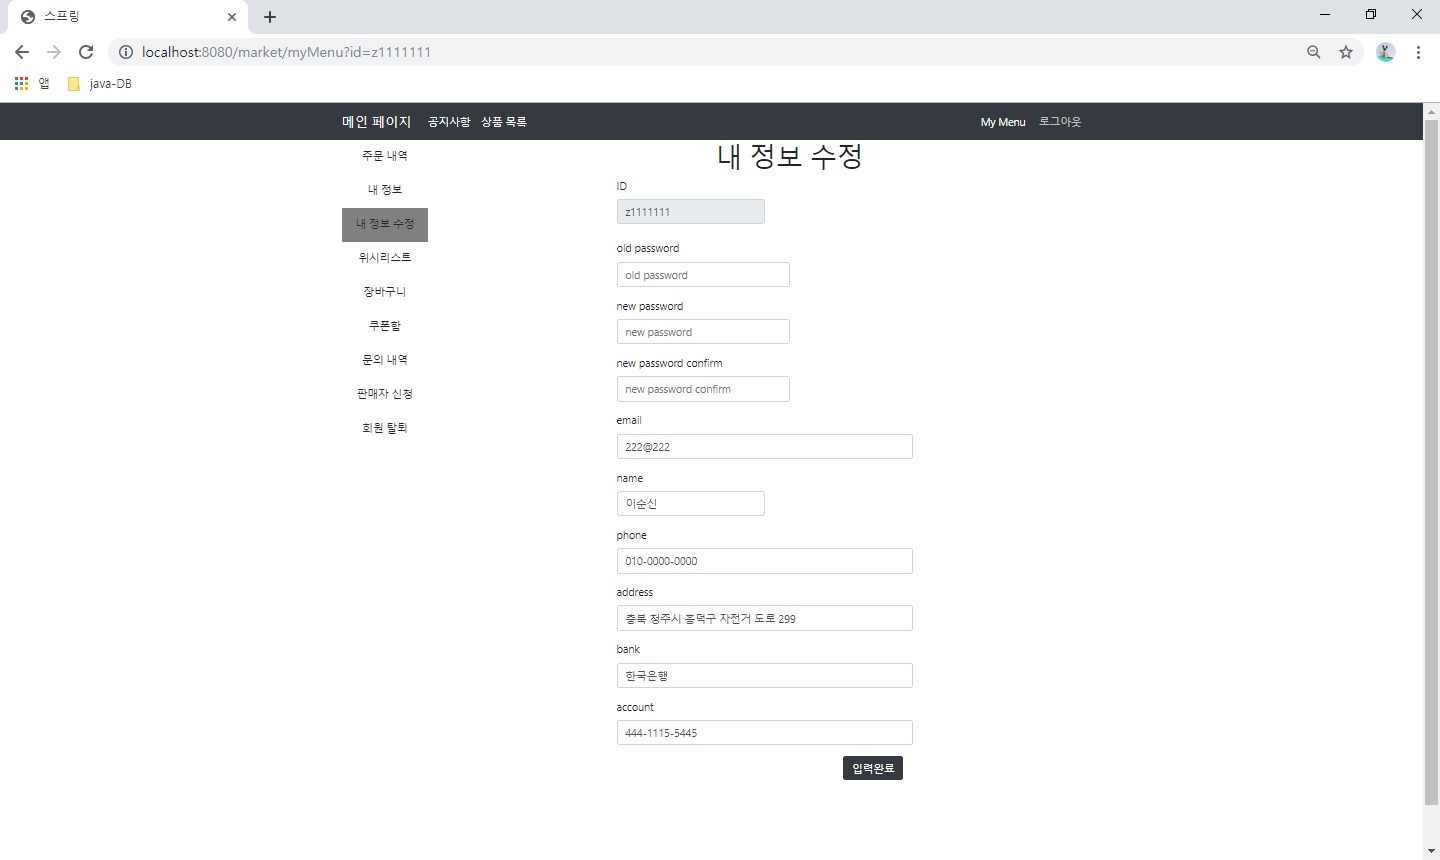 스프링
localhost:8080/market/myMenu?id=z1111111
앱 java-DB
메인 페이지 공지사항 상품 목록 My Menu 로그아웃
주문 내역
내 정보
내 정보 수정
위시리스트
장바구니
쿠폰함
문의 내역
판매자 신청
회원 탈퇴
내 정보 수정
ID
z1111111
old password
old password
new password
new password
new password confirm
new password confirm
email
222@222
name
이순신
phone
010-0000-0000
address
충북 청주시 흥덕구 자전거 도로 299
bank
한국은행
account
444-1115-5445
입력완료